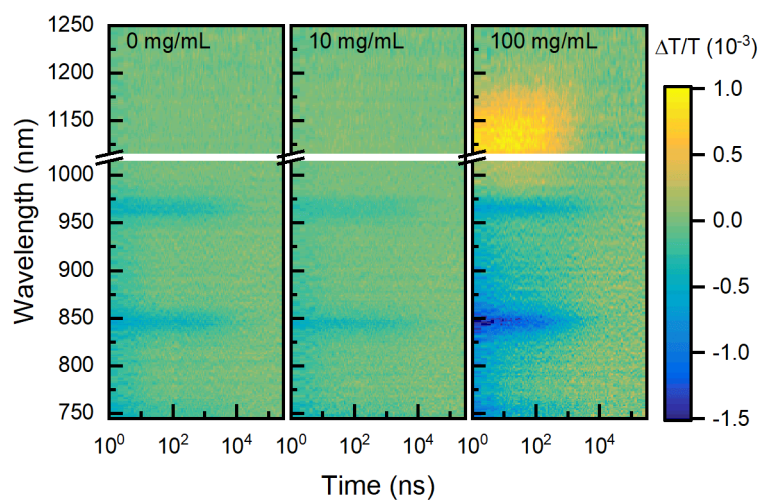 0 mg/mL
10 mg/mL
100 mg/mL
ΔT/T (10⁻³)
1250
1200
1150
1000
950
900
850
800
750
Wavelength (nm)
1.0
0.5
0.0
-0.5
-1.0
-1.5
10⁰ 10² 10⁴
10⁰ 10² 10⁴
10⁰ 10² 10⁴
Time (ns)